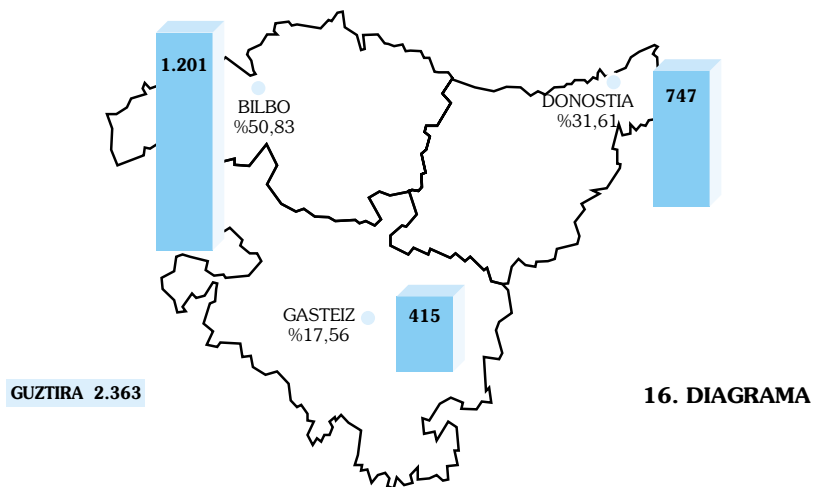 1.201
BILBO
%50,83
DONOSTIA
%31,61
747
GASTEIZ
%17,56
415
GUZTIRA 2.363
16. DIAGRAMA